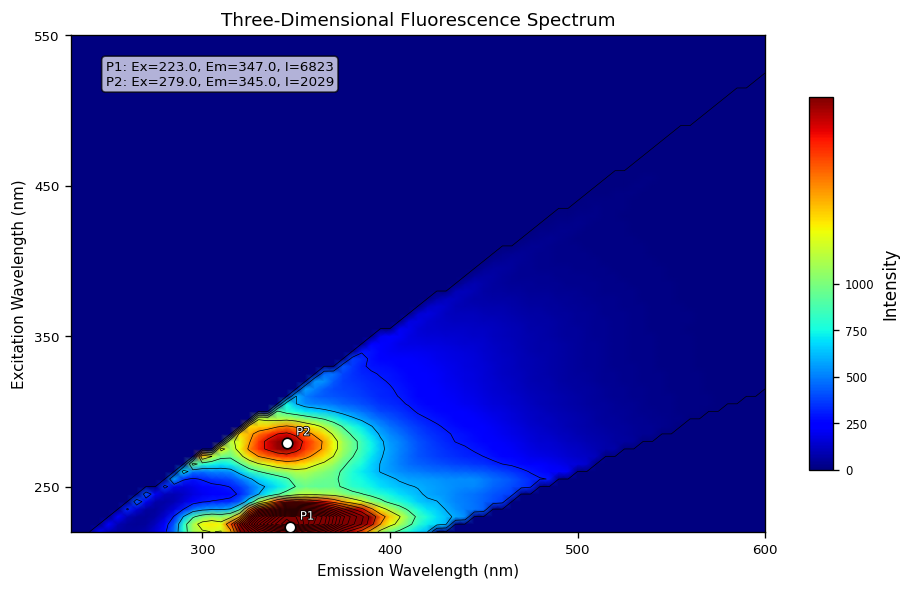 Three-Dimensional Fluorescence Spectrum
550
450
350
250
Excitation Wavelength (nm)
P1: Ex=223.0, Em=347.0, I=6823
P2: Ex=279.0, Em=345.0, I=2029
P2
P1
300
400
500
600
Emission Wavelength (nm)
1000
750
500
250
0
Intensity